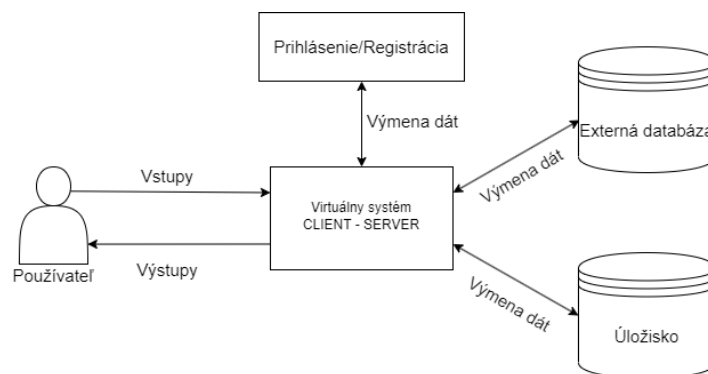 Prihlásenie/Registrácia
Výmena dát
Externá databáza
Výmena dát
Vstupy
Virtuálny systém
CLIENT - SERVER
Výstupy
Používateľ
Výmena dát
Úložisko